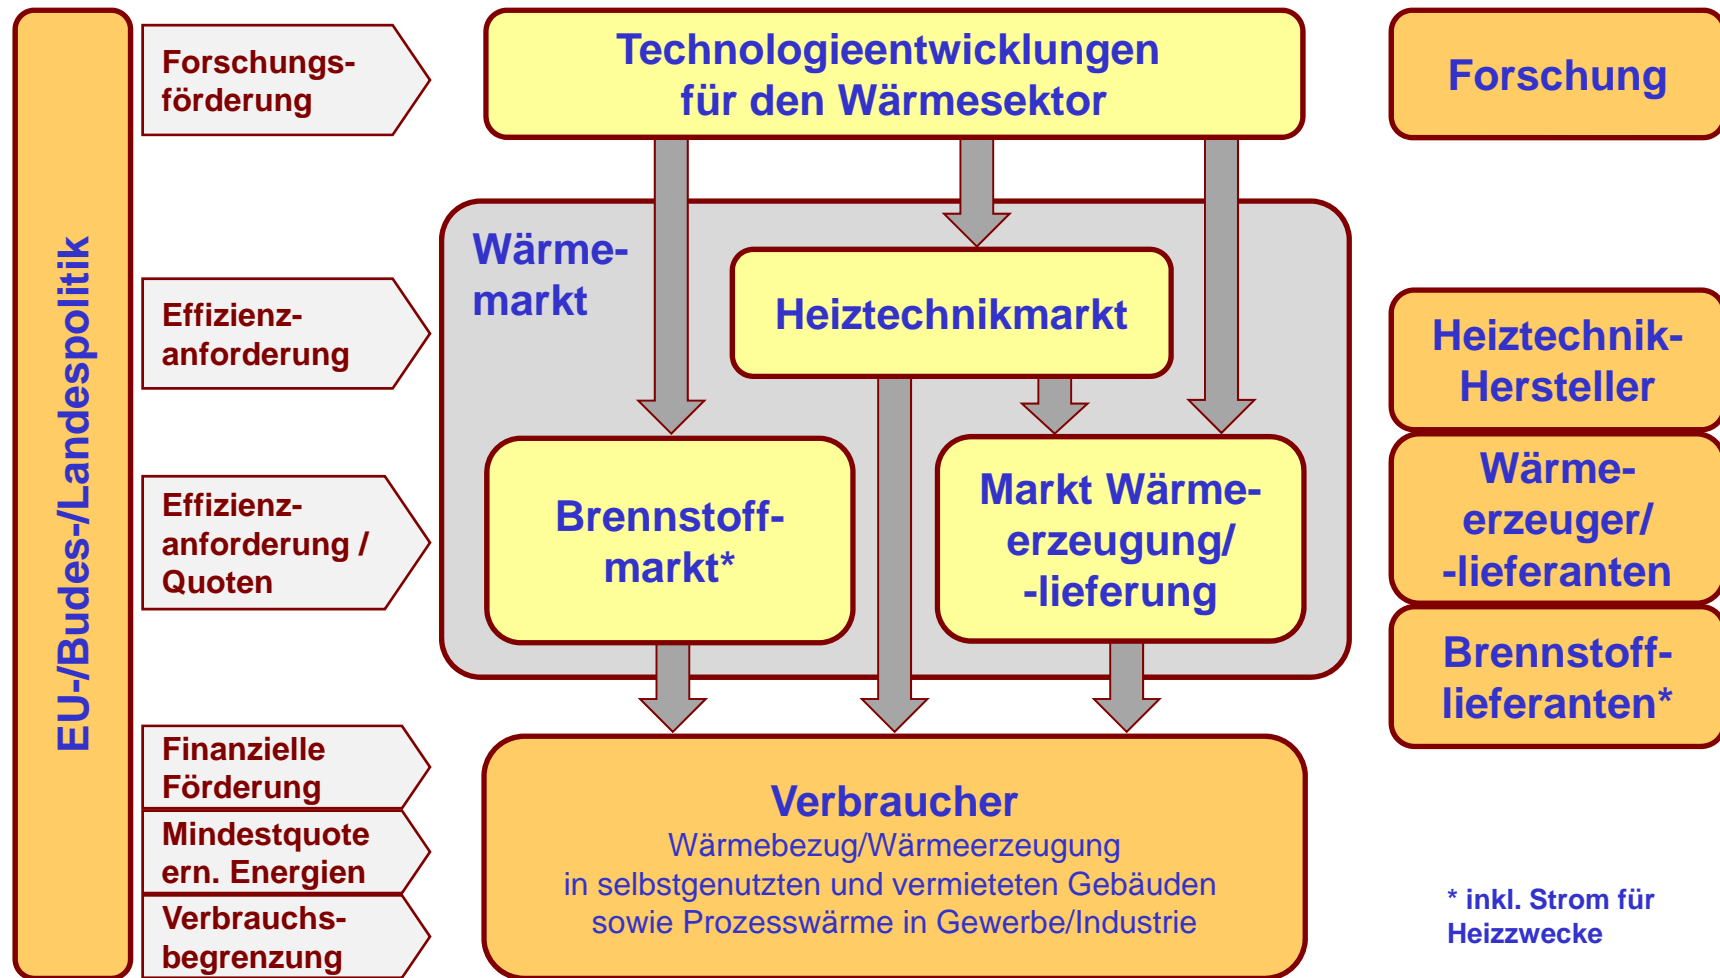 EU-/Budes-/Landespolitik
Forschungs-
förderung
Effizienz-
anforderung
Effizienz-
anforderung /
Quoten
Finanzielle
Förderung
Mindestquote
ern. Energien
Verbrauchs-
begrenzung
Technologieentwicklungen
für den Wärmesektor
Wärme-
markt
Heiztechnikmarkt
Brennstoff-
markt*
Markt Wärme-
erzeugung/
-lieferung
Verbraucher
Wärmebezug/Wärmeerzeugung
in selbstgenutzten und vermieteten Gebäuden
sowie Prozesswärme in Gewerbe/Industrie
Forschung
Heiztechnik-
Hersteller
Wärme-
erzeuger/
-lieferanten
Brennstoff-
lieferanten*
* inkl. Strom für
Heizzwecke